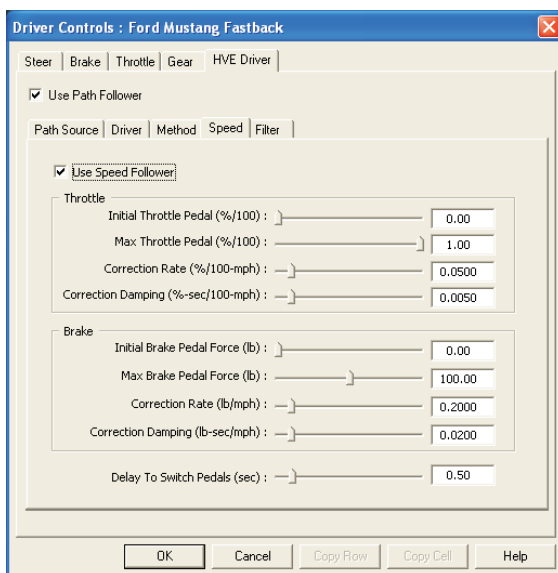 Driver Controls : Ford Mustang Fastback
Steer Brake Throttle Gear HVE Driver
Use Path Follower
Path Source Driver Method Speed Filter
Use Speed Follower
Throttle
Initial Throttle Pedal (%/100) : 0.00
Max Throttle Pedal (%/100) : 1.00
Correction Rate (%/100-mph) : 0.0500
Correction Damping (%-sec/100-mph) : 0.0050
Brake
Initial Brake Pedal Force (lb) : 0.00
Max Brake Pedal Force (lb) : 100.00
Correction Rate (lb/mph) : 0.2000
Correction Damping (lb-sec/mph) : 0.0200
Delay To Switch Pedals (sec) : 0.50
OK Cancel Copy Row Copy Cell Help